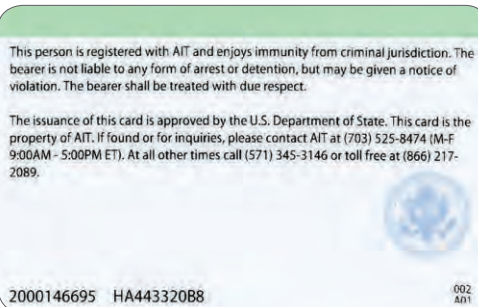 This person is registered with AIT and enjoys immunity from criminal jurisdiction. The
bearer is not liable to any form of arrest or detention, but may be given a notice of
violation. The bearer shall be treated with due respect.
The issuance of this card is approved by the U.S. Department of State. This card is the
property of AIT. If found or for inquiries, please contact AIT at (703) 525-8474 (M-F
9:00AM - 5:00PM ET). At all other times call (571) 345-3146 or toll free at (866) 217-
2089.
2000146695 HA443320B8 002
A01